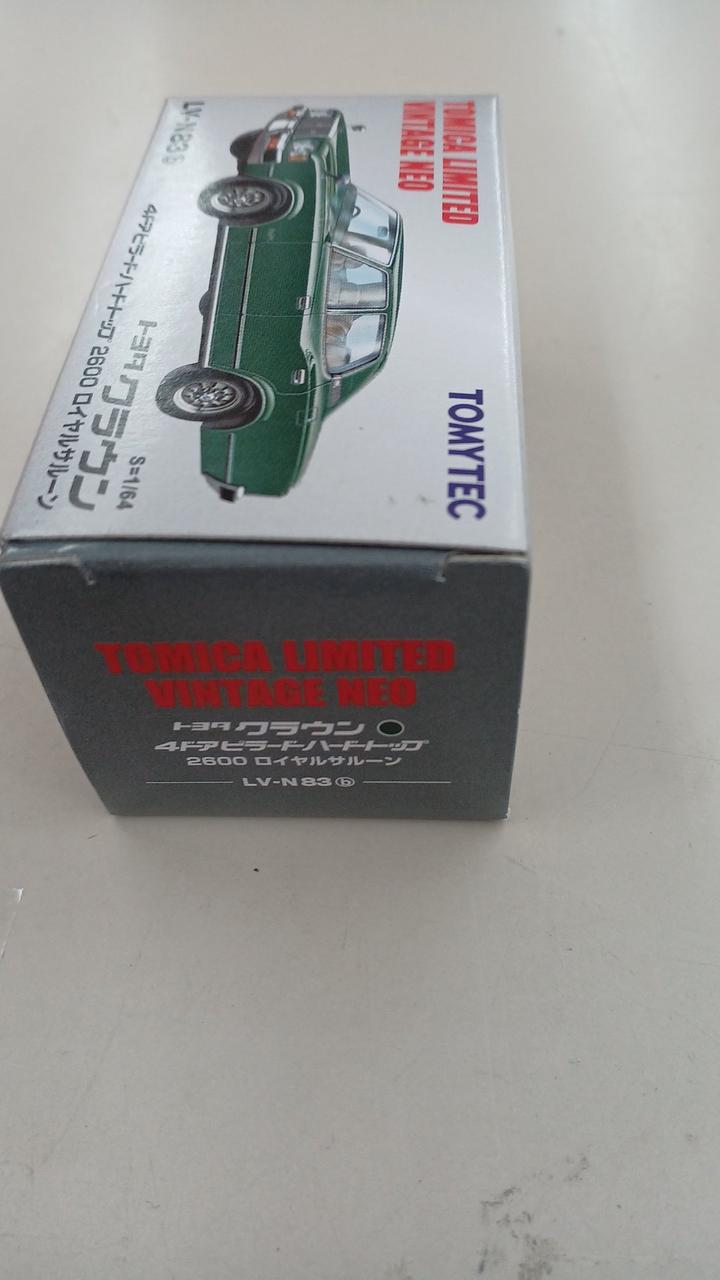 TOMICA LIMITED
VINTAGE NEO
TOMYTEC
LV-N83ⓑ
4ドアピラードハードトップ 2600 ロイヤルサルーン
トヨタ クラウン
S=1/64
TOMICA LIMITED
VINTAGE NEO
トヨタ クラウン
4ドアピラードハードトップ
2600 ロイヤルサルーン
LV-N83ⓑ